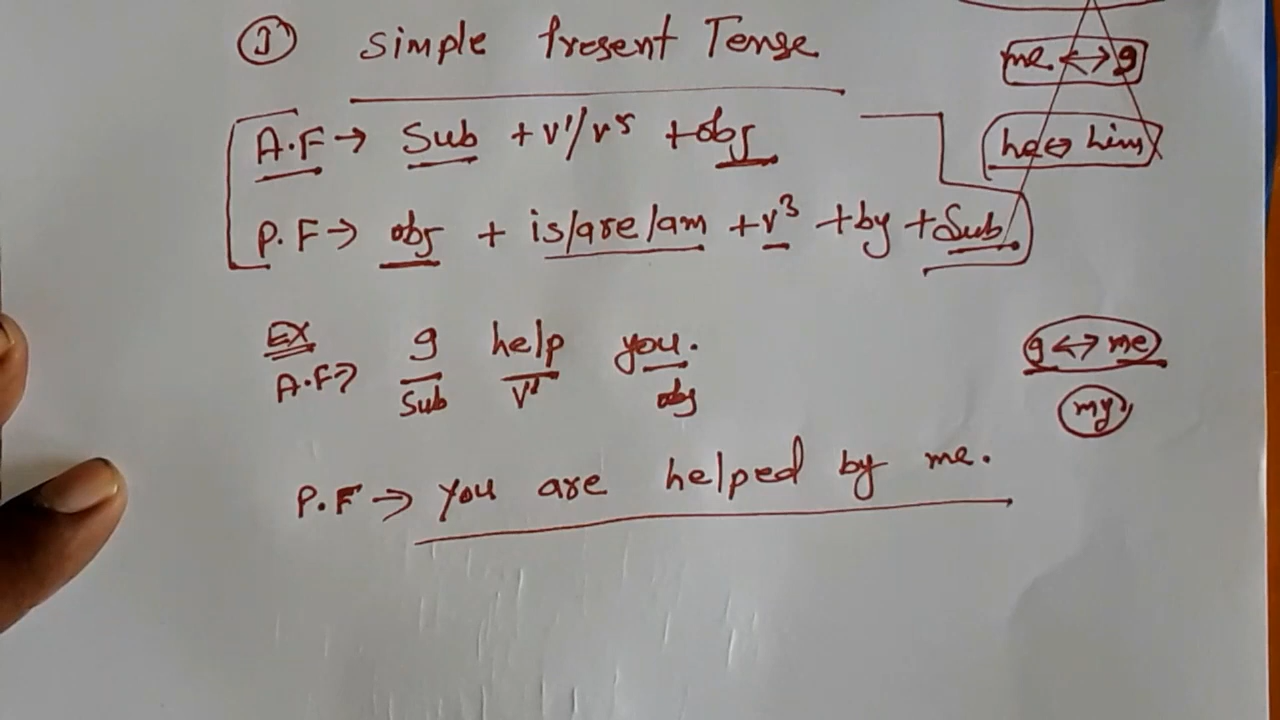 ① Simple Present Tense
me ↔ I
he ↔ him
A.F → Sub + v¹/v⁵ + obj
P.F → obj + is/are/am + v³ + by + Sub
EX
A.F → I help you.
Sub V¹ obj
I ↔ me
my
P.F → You are helped by me.